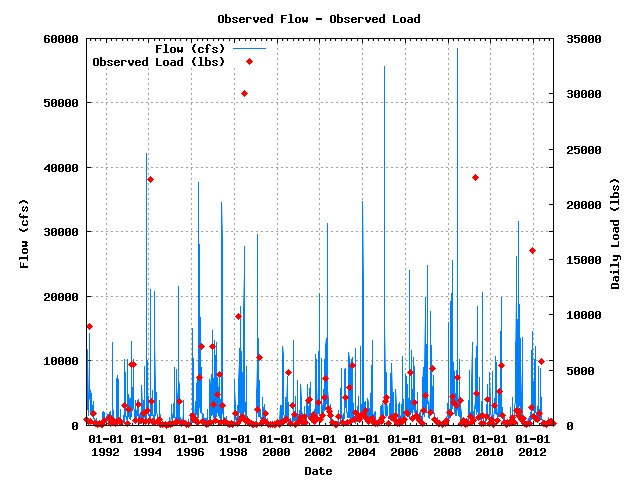 Observed Flow - Observed Load
60000
35000
Flow (cfs)
Observed Load (lbs)
50000
30000
40000
25000
30000
20000
20000
15000
10000
10000
5000
0
0
Flow (cfs)
Daily Load (lbs)
01-01 01-01 01-01 01-01 01-01 01-01 01-01 01-01 01-01 01-01 01-01
1992 1994 1996 1998 2000 2002 2004 2006 2008 2010 2012
Date